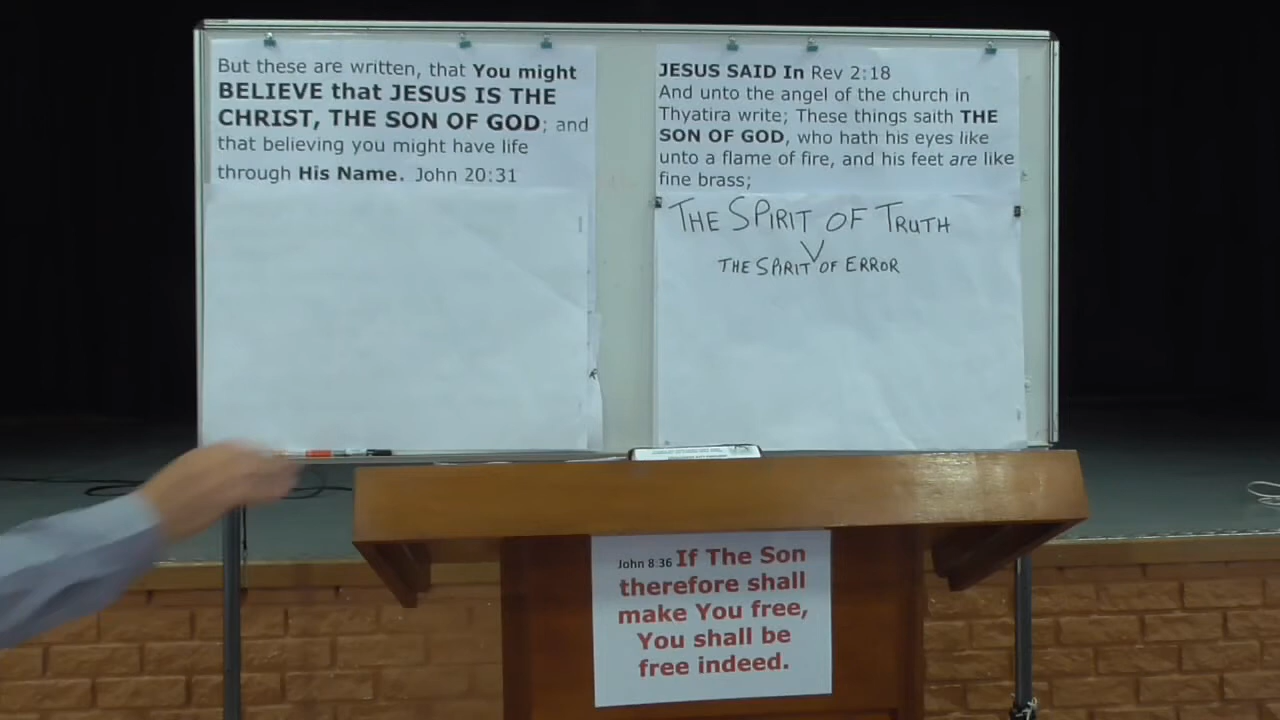 But these are written, that You might
BELIEVE that JESUS IS THE
CHRIST, THE SON OF GOD; and
that believing you might have life
through His Name. John 20:31
JESUS SAID In Rev 2:18
And unto the angel of the church in
Thyatira write; These things saith THE
SON OF GOD, who hath his eyes like
unto a flame of fire, and his feet are like
fine brass;
THE SPIRIT OF TRUTH
V
THE SPIRIT OF ERROR
John 8:36 If The Son
therefore shall
make You free,
You shall be
free indeed.